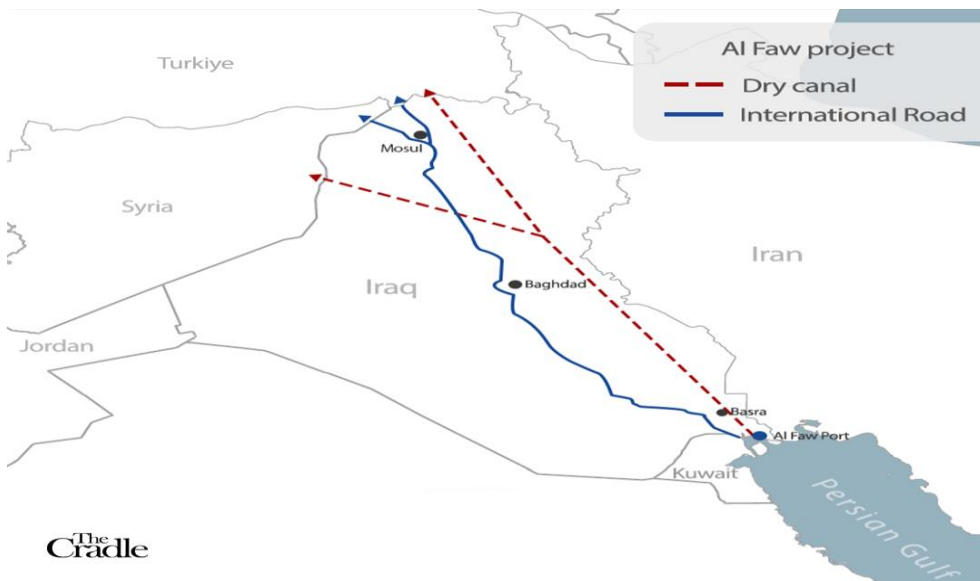 Al Faw project
Dry canal
International Road
Turkiye
Mosul
Syria
Iran
Iraq
Baghdad
Jordan
Basra
Al Faw Port
Kuwait
Persian Gulf
The
Cradle